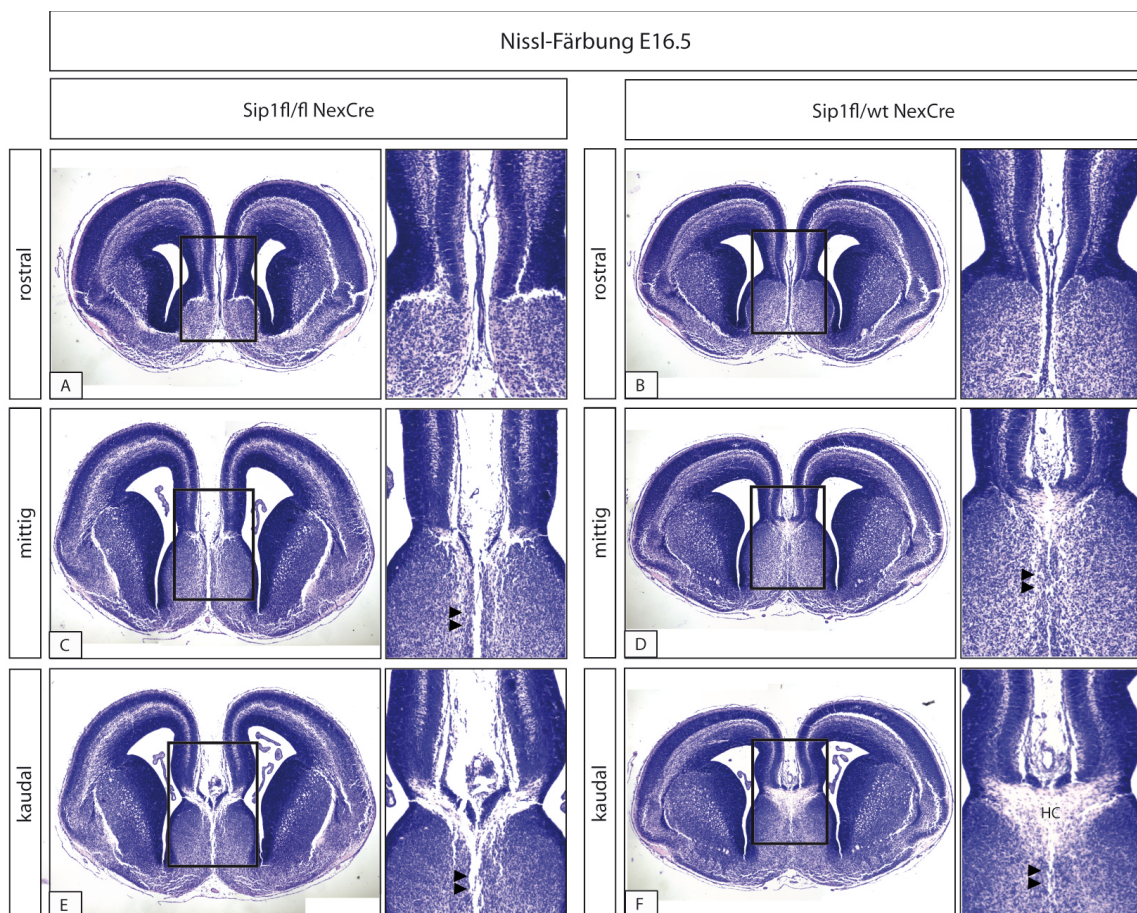 Nissl-Färbung E16.5
Sip1fl/fl NexCre
Sip1fl/wt NexCre
rostral
A
rostral
B
mittig
C
mittig
D
kaudal
E
kaudal
HC
F